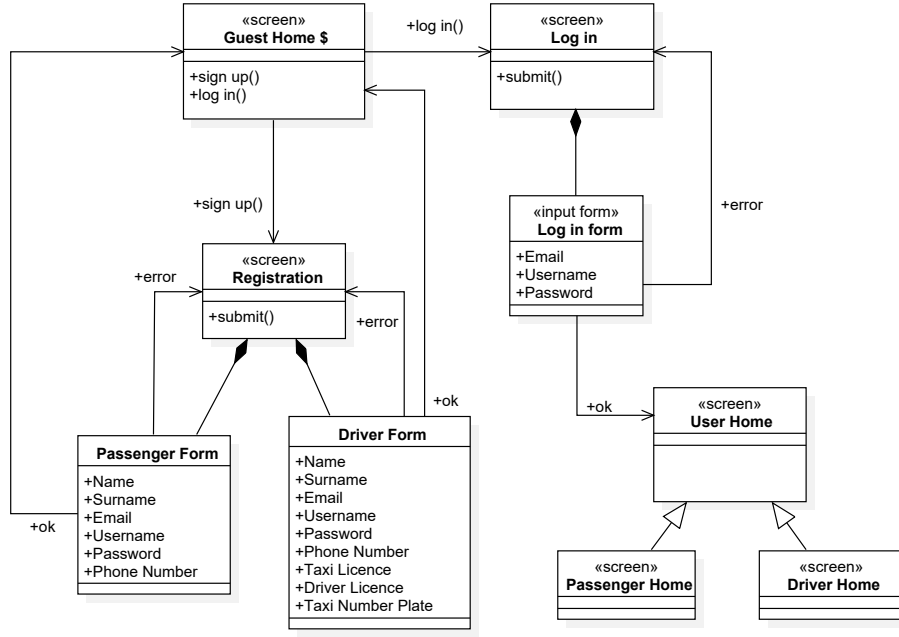 «screen»
Guest Home $
+sign up()
+log in()
+log in()
«screen»
Log in
+submit()
+sign up()
+error
«input form»
Log in form
+Email
+Username
+Password
«screen»
Registration
+submit()
+error
+error
+ok
+ok
«screen»
User Home
Passenger Form
+Name
+Surname
+Email
+Username
+Password
+Phone Number
+ok
Driver Form
+Name
+Surname
+Email
+Username
+Password
+Phone Number
+Taxi Licence
+Driver Licence
+Taxi Number Plate
«screen»
Passenger Home
«screen»
Driver Home